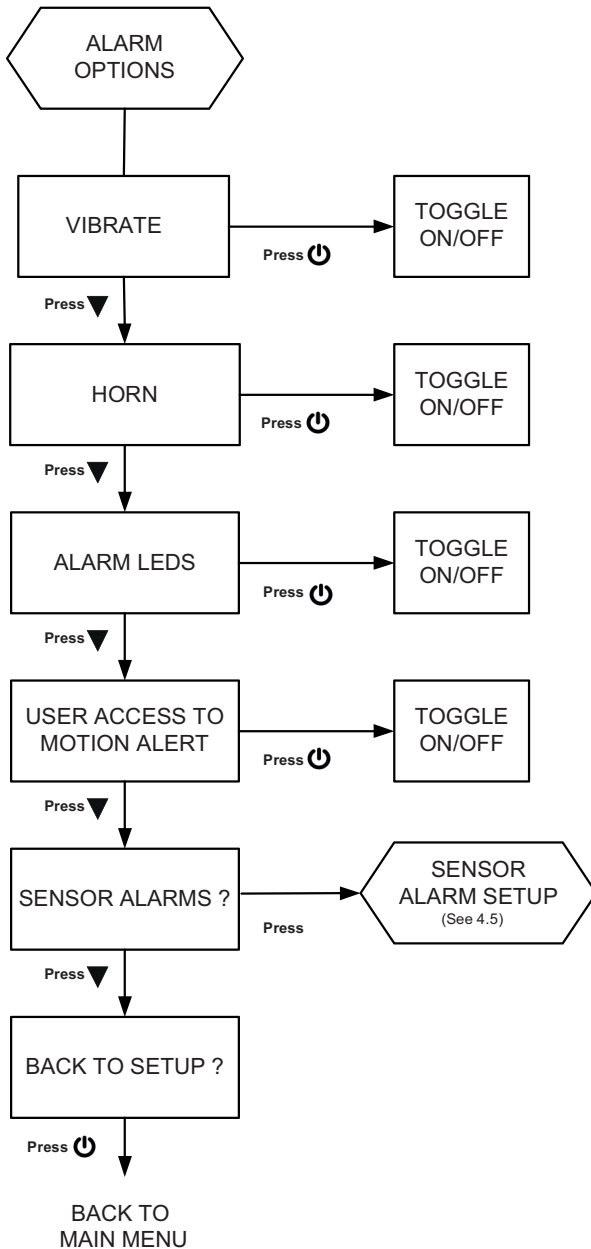 ALARM
OPTIONS
VIBRATE
Press
TOGGLE
ON/OFF
Press
HORN
Press
TOGGLE
ON/OFF
Press
ALARM LEDS
Press
TOGGLE
ON/OFF
Press
USER ACCESS TO
MOTION ALERT
Press
TOGGLE
ON/OFF
Press
SENSOR ALARMS ?
Press
SENSOR
ALARM SETUP
(See 4.5)
Press
BACK TO SETUP ?
Press
BACK TO
MAIN MENU